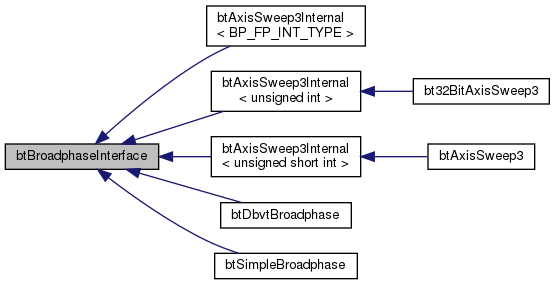 btAxisSweep3Internal
< BP_FP_INT_TYPE >
btAxisSweep3Internal
< unsigned int >
bt32BitAxisSweep3
btBroadphaseInterface
btAxisSweep3Internal
< unsigned short int >
btAxisSweep3
btDbvtBroadphase
btSimpleBroadphase